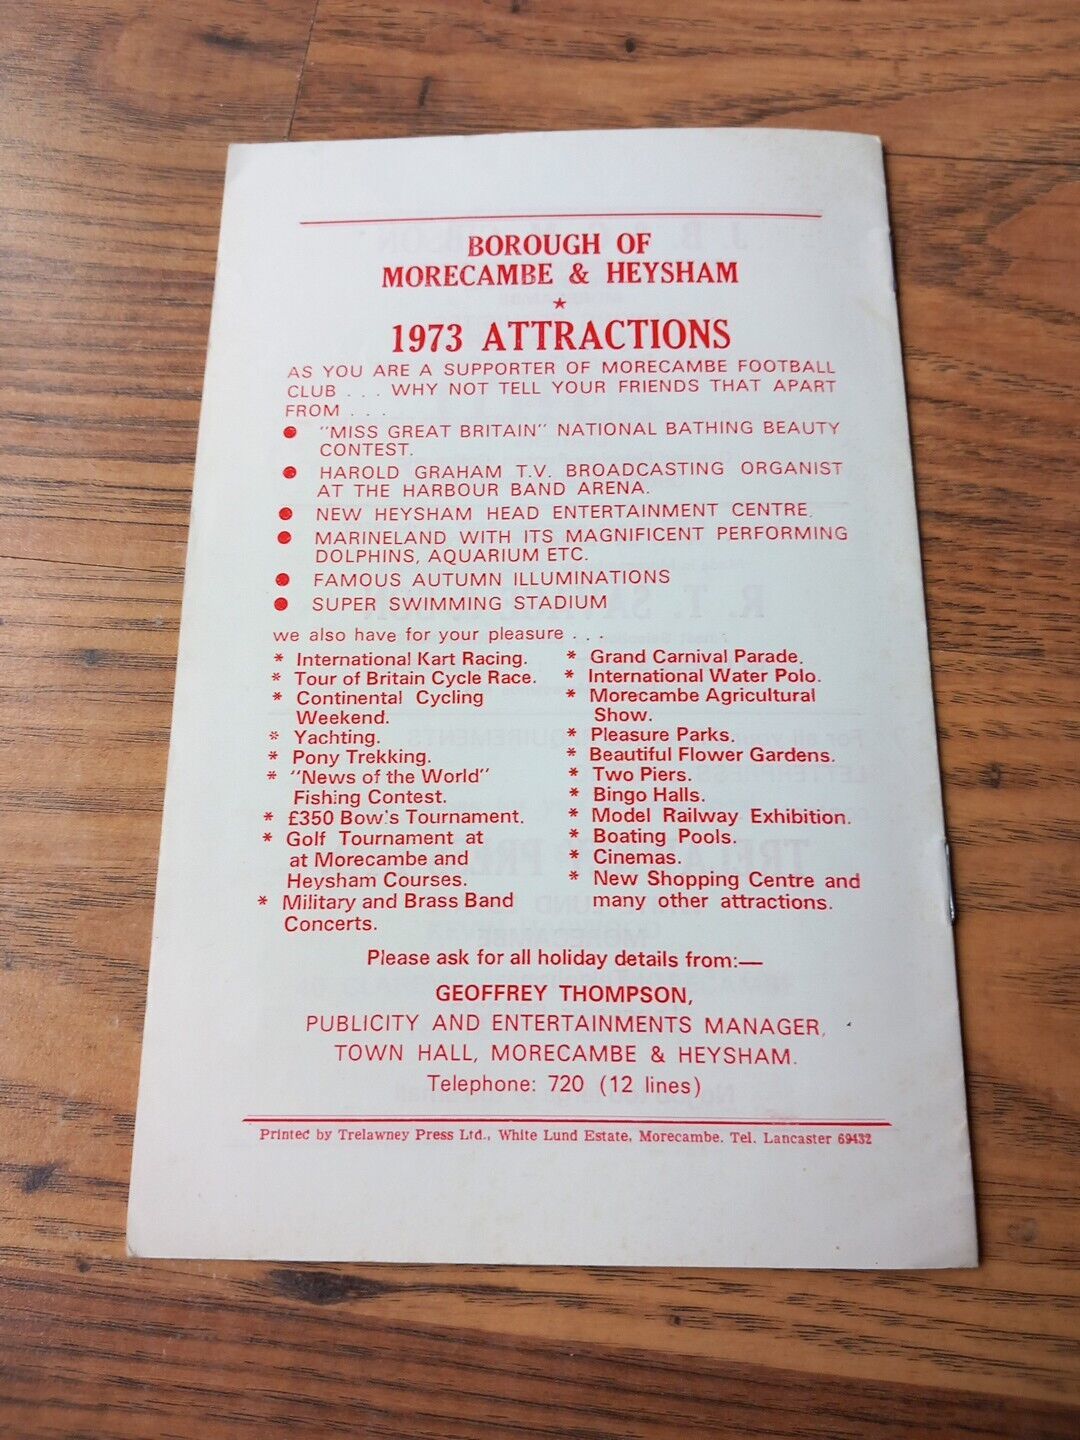 BOROUGH OF
MORECAMBE & HEYSHAM
★
1973 ATTRACTIONS
AS YOU ARE A SUPPORTER OF MORECAMBE FOOTBALL
CLUB . . . WHY NOT TELL YOUR FRIENDS THAT APART
FROM . . .
● "MISS GREAT BRITAIN" NATIONAL BATHING BEAUTY
CONTEST.
● HAROLD GRAHAM T.V. BROADCASTING ORGANIST
AT THE HARBOUR BAND ARENA.
● NEW HEYSHAM HEAD ENTERTAINMENT CENTRE.
● MARINELAND WITH ITS MAGNIFICENT PERFORMING
DOLPHINS, AQUARIUM ETC.
● FAMOUS AUTUMN ILLUMINATIONS
● SUPER SWIMMING STADIUM
we also have for your pleasure . . .
* International Kart Racing.
* Tour of Britain Cycle Race.
* Continental Cycling
Weekend.
* Yachting.
* Pony Trekking.
* "News of the World"
Fishing Contest.
* £350 Bow's Tournament.
* Golf Tournament at
at Morecambe and
Heysham Courses.
* Military and Brass Band
Concerts.
* Grand Carnival Parade.
* International Water Polo.
* Morecambe Agricultural
Show.
* Pleasure Parks.
* Beautiful Flower Gardens.
* Two Piers.
* Bingo Halls.
* Model Railway Exhibition.
* Boating Pools.
* Cinemas.
* New Shopping Centre and
many other attractions.
Please ask for all holiday details from:—
GEOFFREY THOMPSON,
PUBLICITY AND ENTERTAINMENTS MANAGER,
TOWN HALL, MORECAMBE & HEYSHAM.
Telephone: 720 (12 lines)
Printed by Trelawney Press Ltd., White Lund Estate, Morecambe. Tel. Lancaster 69432